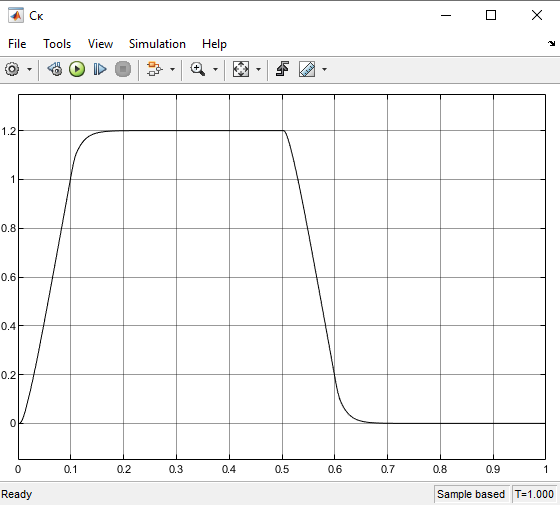 Ск
File Tools View Simulation Help
1.2
1
0.8
0.6
0.4
0.2
0
0 0.1 0.2 0.3 0.4 0.5 0.6 0.7 0.8 0.9 1
Ready Sample based T=1.000